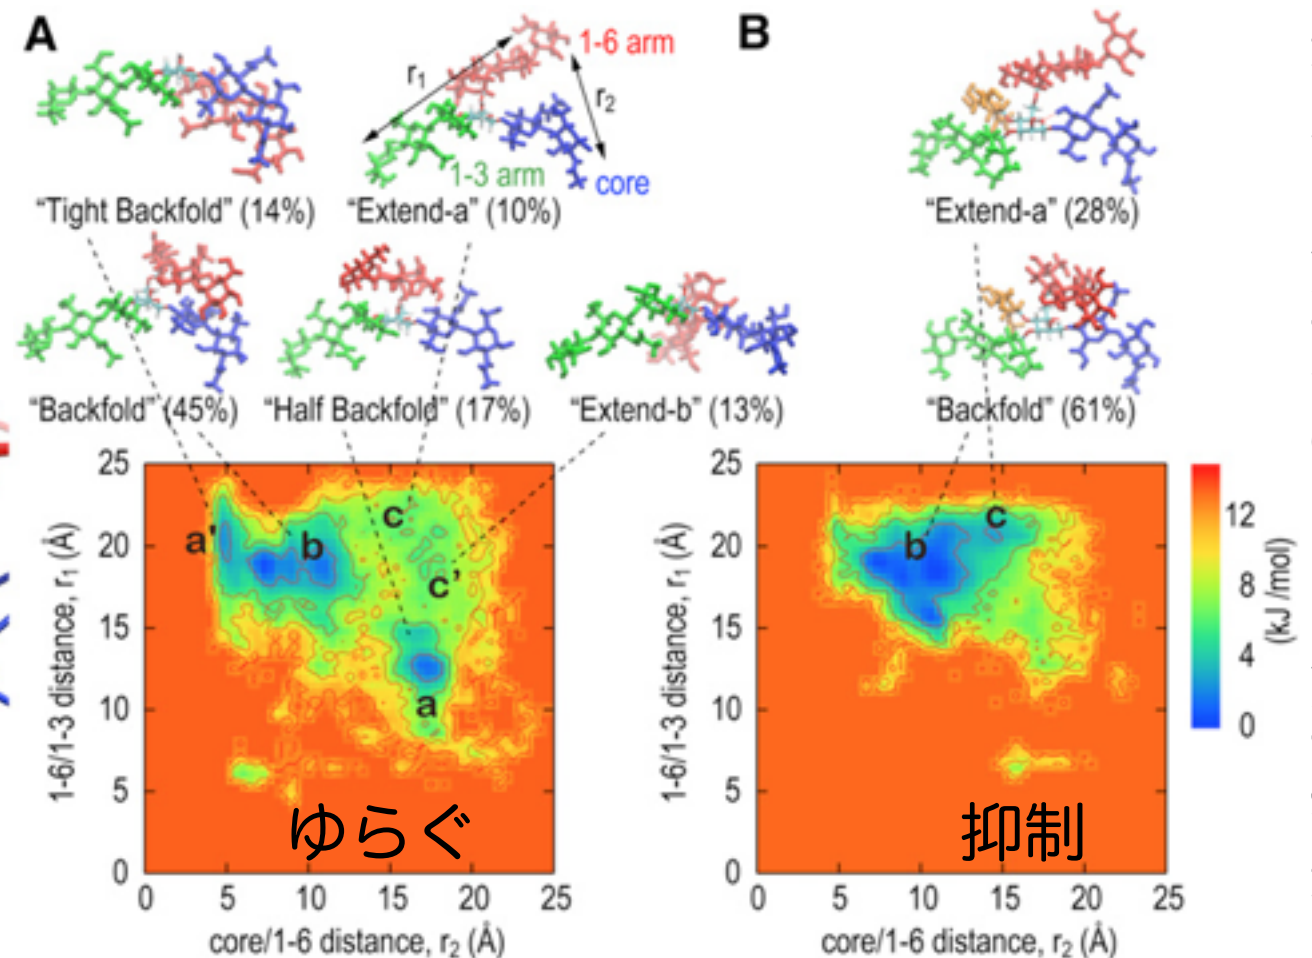 A
1-6 arm
r1
r2
1-3 arm
core
“Tight Backfold” (14%)
“Extend-a” (10%)
“Backfold” (45%)
“Half Backfold” (17%)
“Extend-b” (13%)
25
20
15
10
5
0
1-6/1-3 distance, r1 (Å)
a'
b
c
c'
a
ゆらぐ
0 5 10 15 20 25
core/1-6 distance, r2 (Å)
B
“Extend-a” (28%)
“Backfold” (61%)
25
20
15
10
5
0
1-6/1-3 distance, r1 (Å)
b
c
抑制
0 5 10 15 20 25
core/1-6 distance, r2 (Å)
12
8
4
0
(kJ /mol)